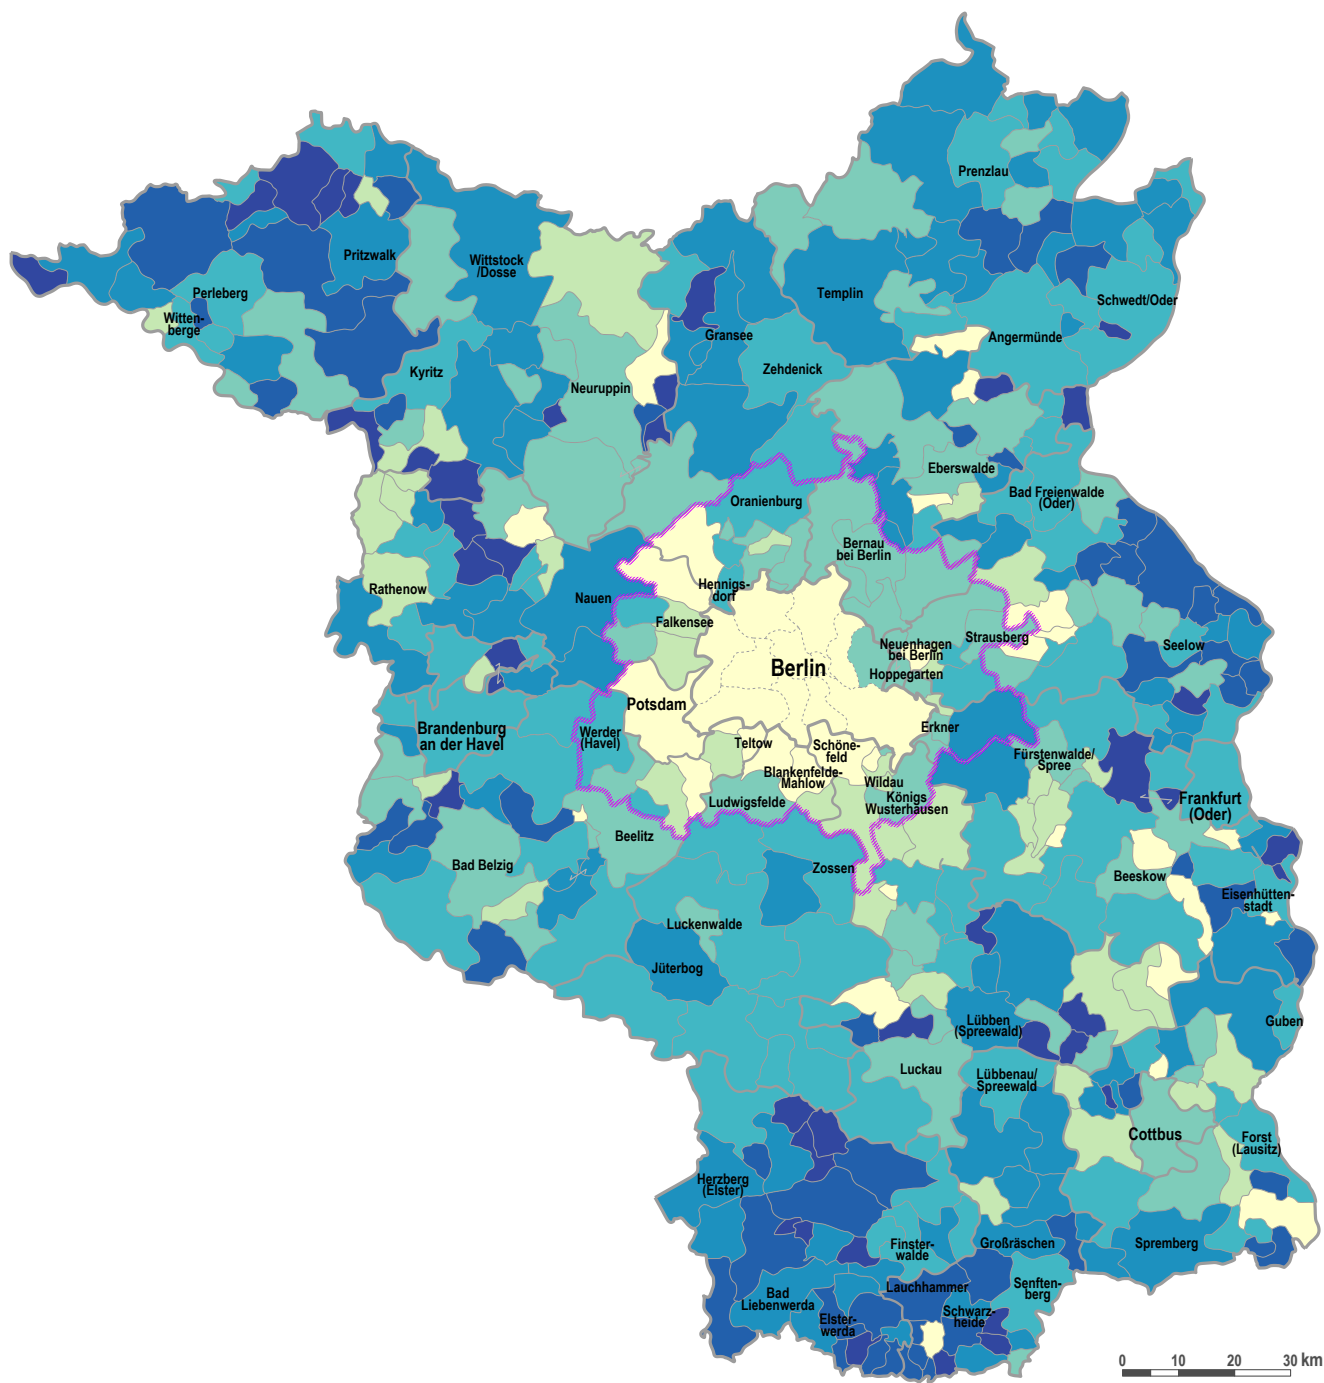 Prenzlau
Pritzwalk
Wittstock
/Dosse
Perleberg
Templin
Schwedt/Oder
Witten-
berge
Gransee
Angermünde
Kyritz
Zehdenick
Neuruppin
Eberswalde
Oranienburg
Bad Freienwalde
(Oder)
Bernau
bei Berlin
Hennigs-
dorf
Rathenow
Nauen
Falkensee
Strausberg
Neuenhagen
bei Berlin
Seelow
Berlin
Hoppegarten
Potsdam
Brandenburg
an der Havel
Werder
(Havel)
Erkner
Teltow
Schöne-
feld
Fürstenwalde/
Spree
Blankenfelde-
Mahlow
Wildau
Ludwigsfelde
Königs
Wusterhausen
Frankfurt
(Oder)
Beelitz
Bad Belzig
Zossen
Beeskow
Eisenhütten-
stadt
Luckenwalde
Jüterbog
Lübben
(Spreewald)
Guben
Luckau
Lübbenau/
Spreewald
Cottbus
Forst
(Lausitz)
Herzberg
(Elster)
Finster-
walde
Großräschen
Spremberg
Lauchhammer
Senften-
berg
Bad
Liebenwerda
Schwarz-
heide
Elster-
werda
0 10 20 30 km